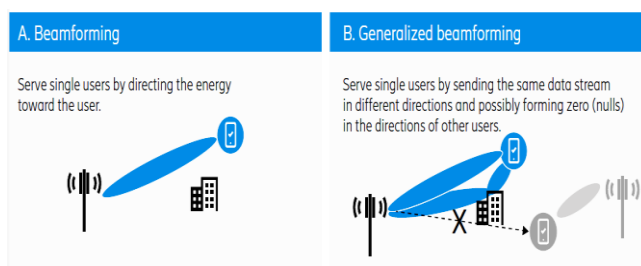 A. Beamforming
Serve single users by directing the energy
toward the user.
B. Generalized beamforming
Serve single users by sending the same data stream
in different directions and possibly forming zero (nulls)
in the directions of other users.
X